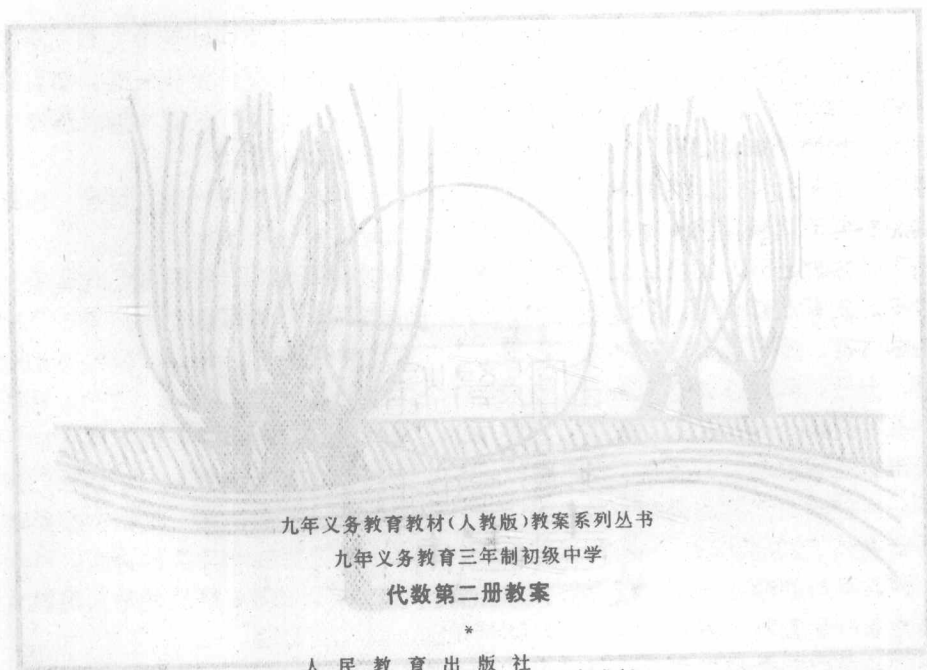 九年义务教育教材(人教版)教案系列丛书
九年义务教育三年制初级中学
代数第二册教案
*
人民教育出版社